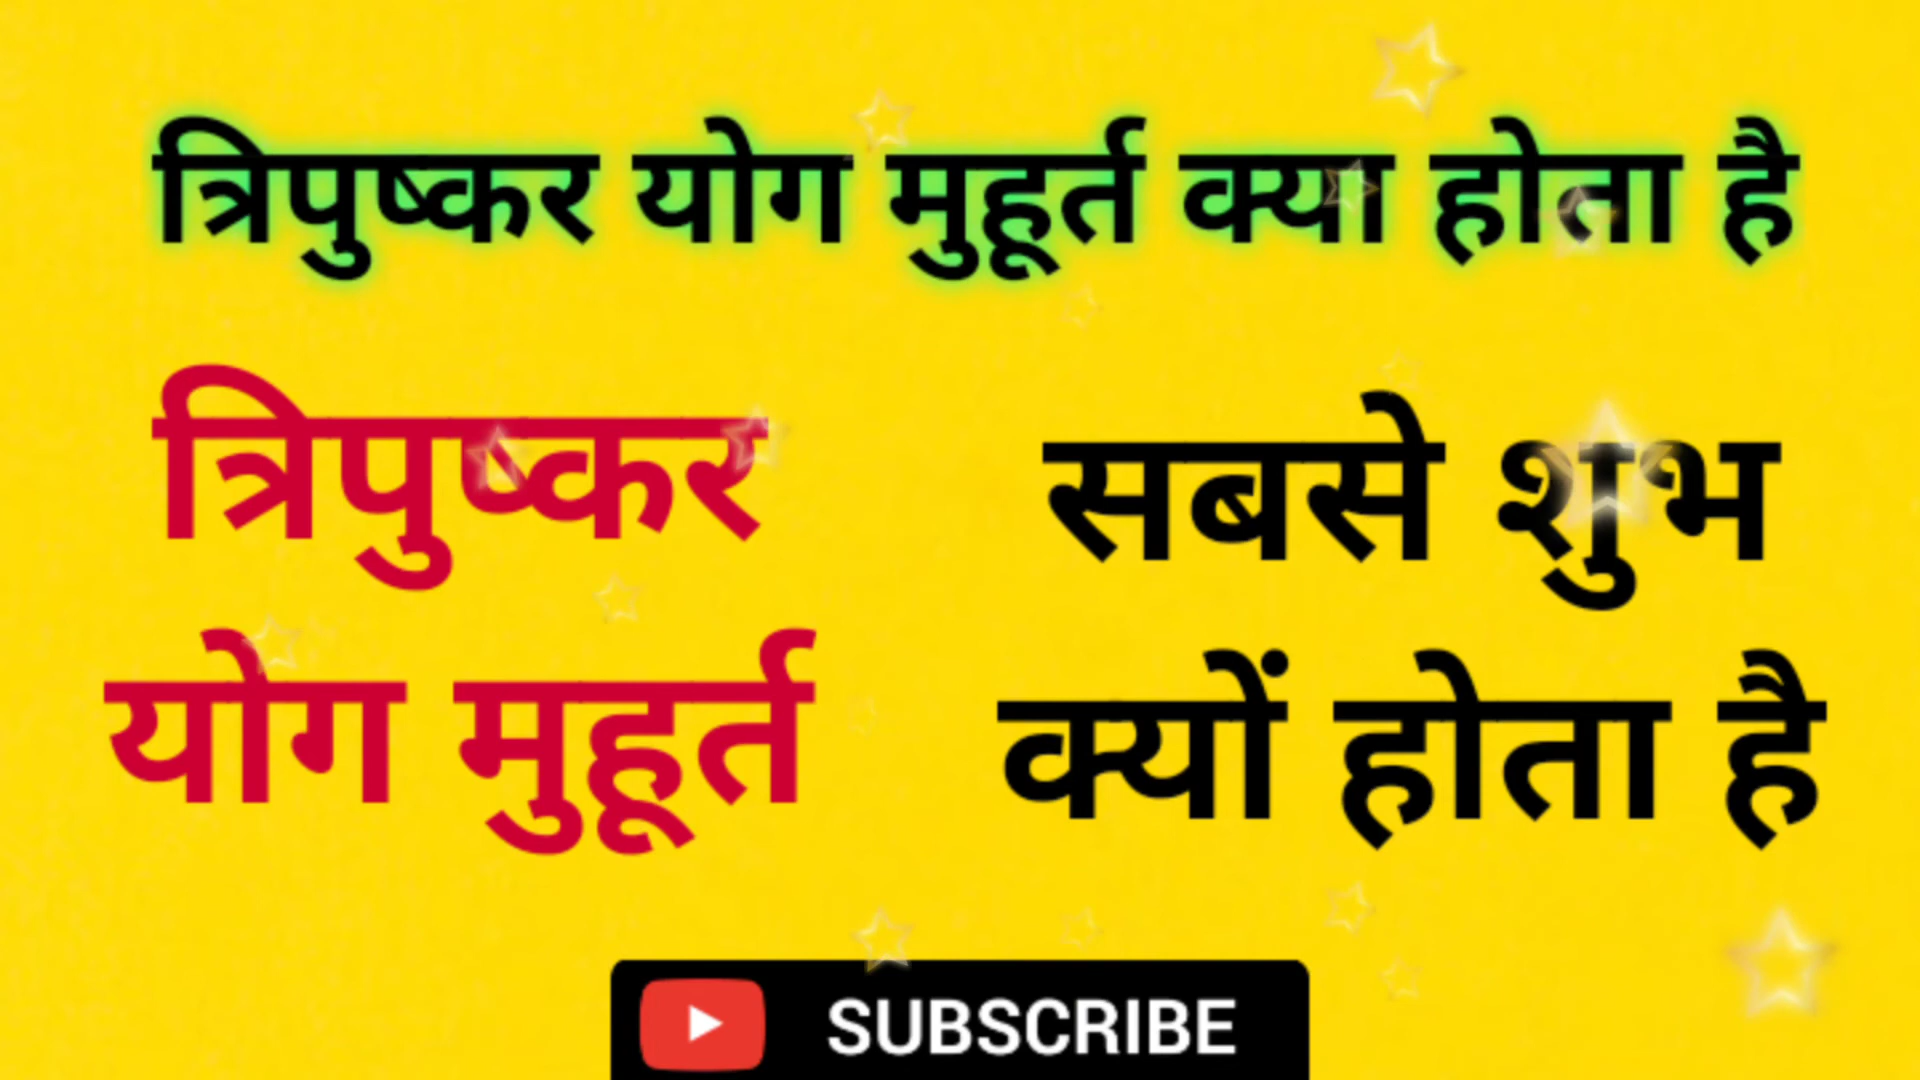 त्रिपुष्कर योग मुहूर्त क्या होता है
त्रिपुष्कर
योग मुहूर्त
सबसे शुभ
क्यों होता है
SUBSCRIBE